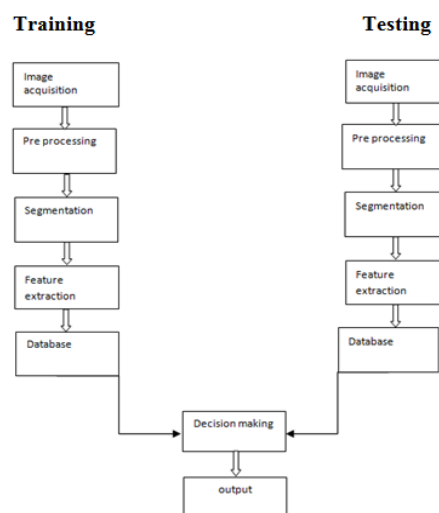 Training
Testing
Image
acquisition
Pre processing
Segmentation
Feature
extraction
Database
Image
acquisition
Pre processing
Segmentation
Feature
extraction
Database
Decision making
output